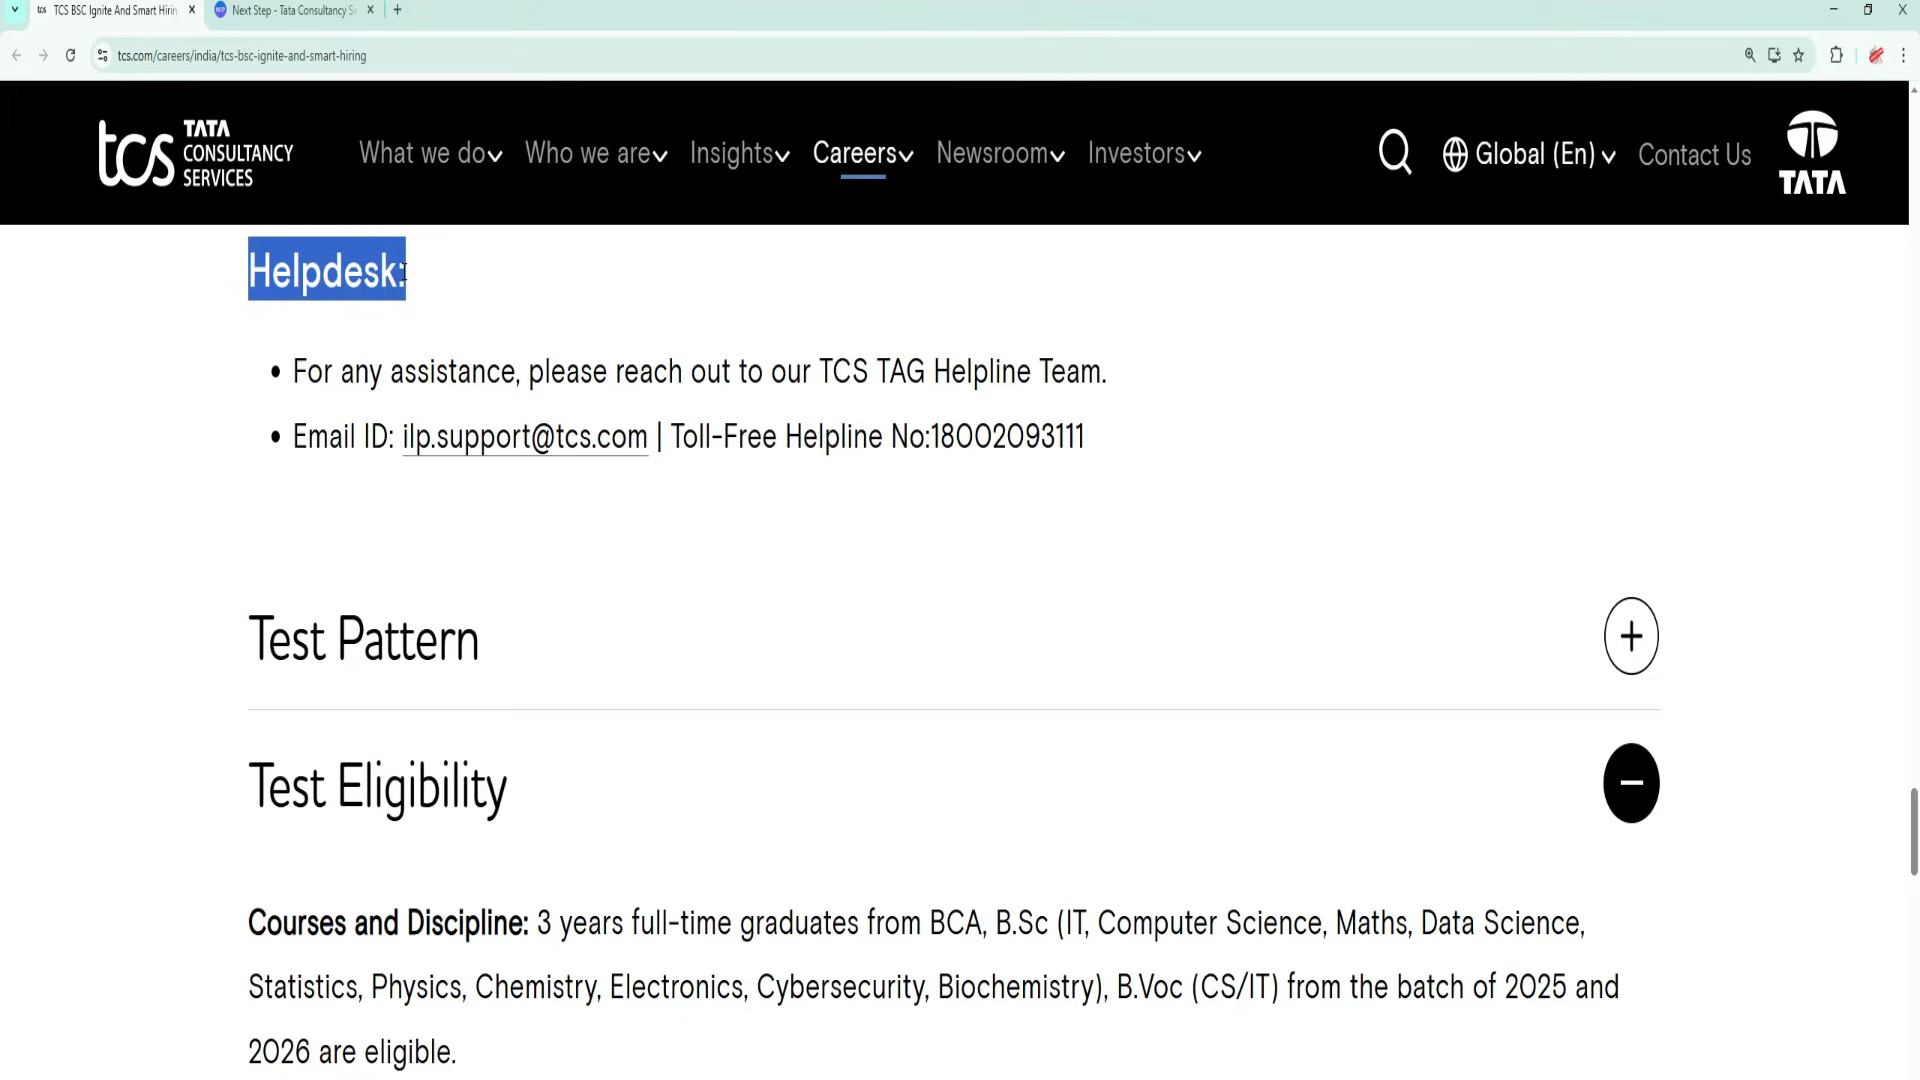 tcs TCS BSC Ignite And Smart Hirin
Next Step - Tata Consultancy Se
tcs.com/careers/india/tcs-bsc-ignite-and-smart-hiring
tcs TATA
CONSULTANCY
SERVICES
What we do Who we are Insights Careers Newsroom Investors
Global (En) Contact Us
TATA
Helpdesk:
• For any assistance, please reach out to our TCS TAG Helpline Team.
• Email ID: ilp.support@tcs.com | Toll-Free Helpline No:18002093111
Test Pattern
Test Eligibility
Courses and Discipline: 3 years full-time graduates from BCA, B.Sc (IT, Computer Science, Maths, Data Science,
Statistics, Physics, Chemistry, Electronics, Cybersecurity, Biochemistry), B.Voc (CS/IT) from the batch of 2025 and
2026 are eligible.